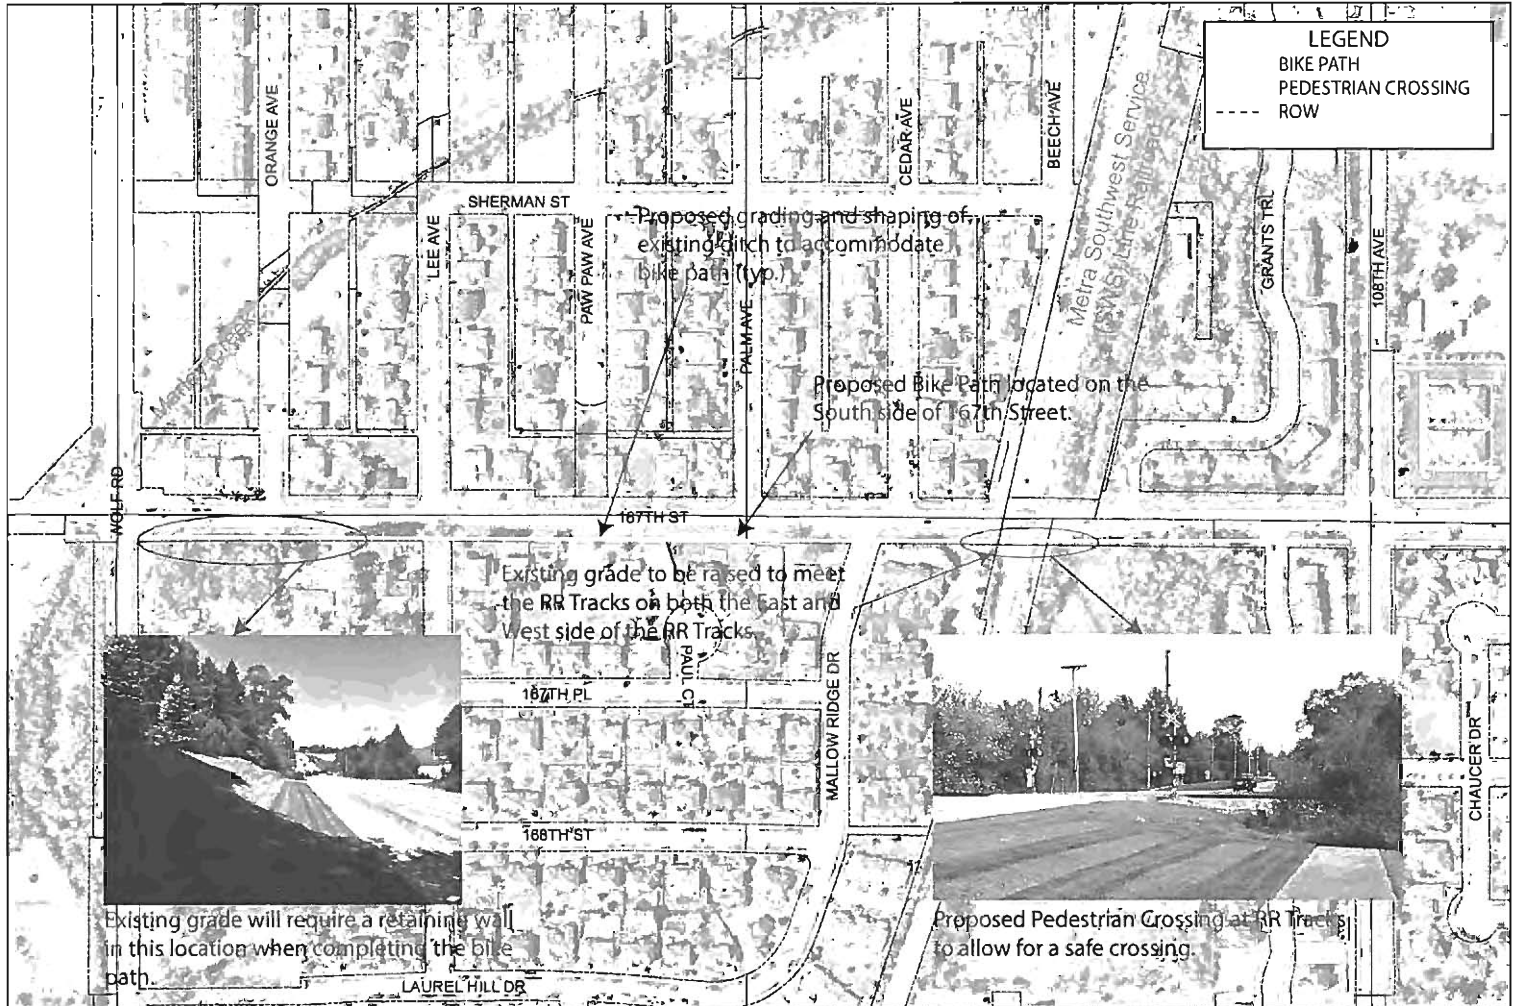 LEGEND
BIKE PATH
PEDESTRIAN CROSSING
ROW
ORANGE AVE
CEDAR AVE
BEECH AVE
Metra Southwest Service
(SWS) Line Railroad
SHERMAN ST
LEE AVE
PAW PAW AVE
Proposed grading and shaping of
existing ditch to accommodate
bike path (typ.)
GRANTS TRL
108TH AVE
PALM AVE
Marley Creek
Proposed Bike Path located on the
South side of 167th Street.
WOLF RD
167TH ST
Existing grade to be raised to meet
the RR Tracks on both the East and
West side of the RR Tracks.
PAUL CT
167TH PL
MALLOW RIDGE DR
CHAUCER DR
168TH ST
Existing grade will require a retaining wall
in this location when completing the bike
path.
Proposed Pedestrian Crossing at RR Tracks
to allow for a safe crossing.
LAUREL HILL DR